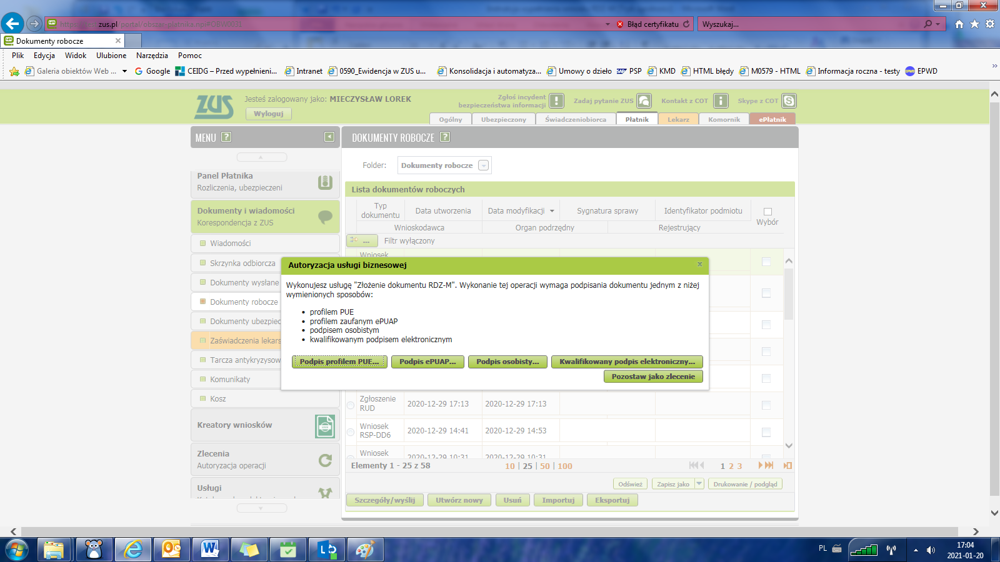 https:// zus.pl/portal/obszar-platnika.npi#OBW0031
Błąd certyfikatu
Wyszukaj...
Dokumenty robocze
Plik Edycja Widok Ulubione Narzędzia Pomoc
Galeria obiektów Web ... Google CEIDG – Przed wypełnieni... Intranet 0590_Ewidencja w ZUS u... Konsolidacja i automatyza... Umowy o dzieło PSP KMD HTML błędy M0579 - HTML Informacja roczna - testy EPWD
ZUS
Jesteś zalogowany jako: MIECZYSŁAW LOREK
Wyloguj
Zgłoś incydent
bezpieczeństwa informacji
Zadaj pytanie ZUS
Kontakt z COT
Skype z COT
Ogólny Ubezpieczony Świadczeniobiorca Płatnik Lekarz Komornik ePłatnik
MENU ?
DOKUMENTY ROBOCZE ?
Folder: Dokumenty robocze
Panel Płatnika
Rozliczenia, ubezpieczeni
Dokumenty i wiadomości
Korespondencja z ZUS
Wiadomości
Skrzynka odbiorcza
Dokumenty wysłane
Dokumenty robocze
Dokumenty ubezpiec
Zaświadczenia lekars
Tarcza antykryzysow
Komunikaty
Kosz
Kreatory wniosków
Zlecenia
Autoryzacja operacji
Usługi
Lista dokumentów roboczych
Typ dokumentu
Data utworzenia
Data modyfikacji
Sygnatura sprawy
Identyfikator podmiotu
Wybór
Wnioskodawca
Organ podrzędny
Rejestrujący
... Filtr wyłączony
Wniosek
Autoryzacja usługi biznesowej
Wykonujesz usługę "Złożenie dokumentu RDZ-M". Wykonanie tej operacji wymaga podpisania dokumentu jednym z niżej
wymienionych sposobów:
• profilem PUE
• profilem zaufanym ePUAP
• podpisem osobistym
• kwalifikowanym podpisem elektronicznym
Podpis profilem PUE... Podpis ePUAP... Podpis osobisty... Kwalifikowany podpis elektroniczny...
Pozostaw jako zlecenie
Zgłoszenie
RUD
2020-12-29 17:13 2020-12-29 17:13
Wniosek
RSP-DD6
2020-12-29 14:41 2020-12-29 14:53
Wniosek
2020-12-29 10:31 2020-12-29 10:31
Elementy 1 - 25 z 58
10 | 25 | 50 | 100
1 2 3
Odśwież Zapisz jako Drukowanie / podgląd
Szczegóły/wyślij Utwórz nowy Usuń Importuj Eksportuj
PL
17:04
2021-01-20